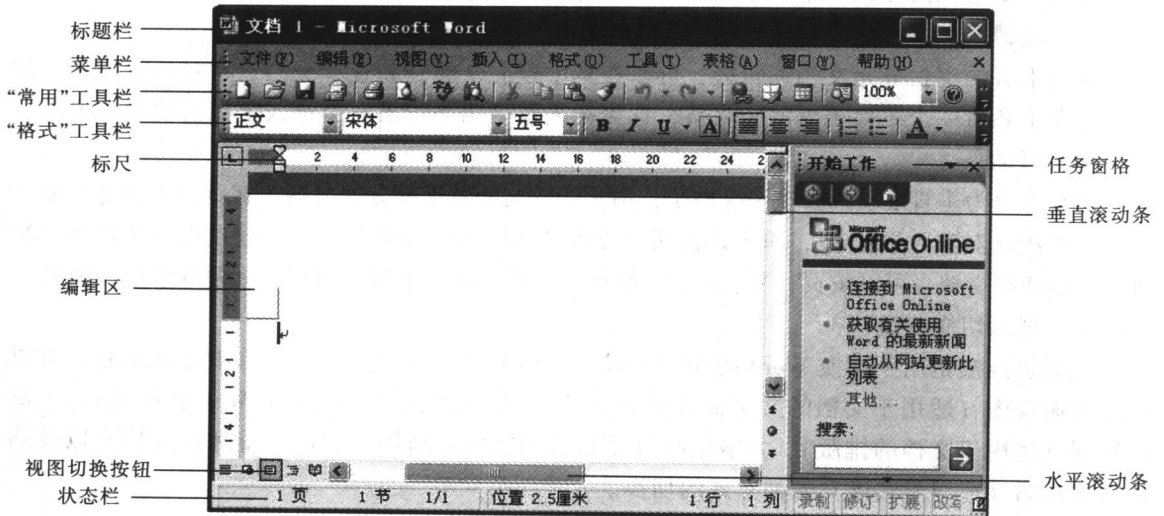 标题栏
文档 1 - Microsoft Word
菜单栏
文件(F) 编辑(E) 视图(V) 插入(I) 格式(O) 工具(T) 表格(A) 窗口(W) 帮助(H)
“常用”工具栏
100%
“格式”工具栏
正文 宋体 五号 B I U A A
标尺
L 2 4 6 8 10 12 14 16 18 20 22 24 2
开始工作
任务窗格
垂直滚动条
Microsoft
Office Online
编辑区
连接到 Microsoft
Office Online
获取有关使用
Word 的最新新闻
自动从网站更新此
列表
其他...
搜索:
视图切换按钮
水平滚动条
状态栏
1 页 1 节 1/1 位置 2.5厘米 1 行 1 列 录制 修订 扩展 改写